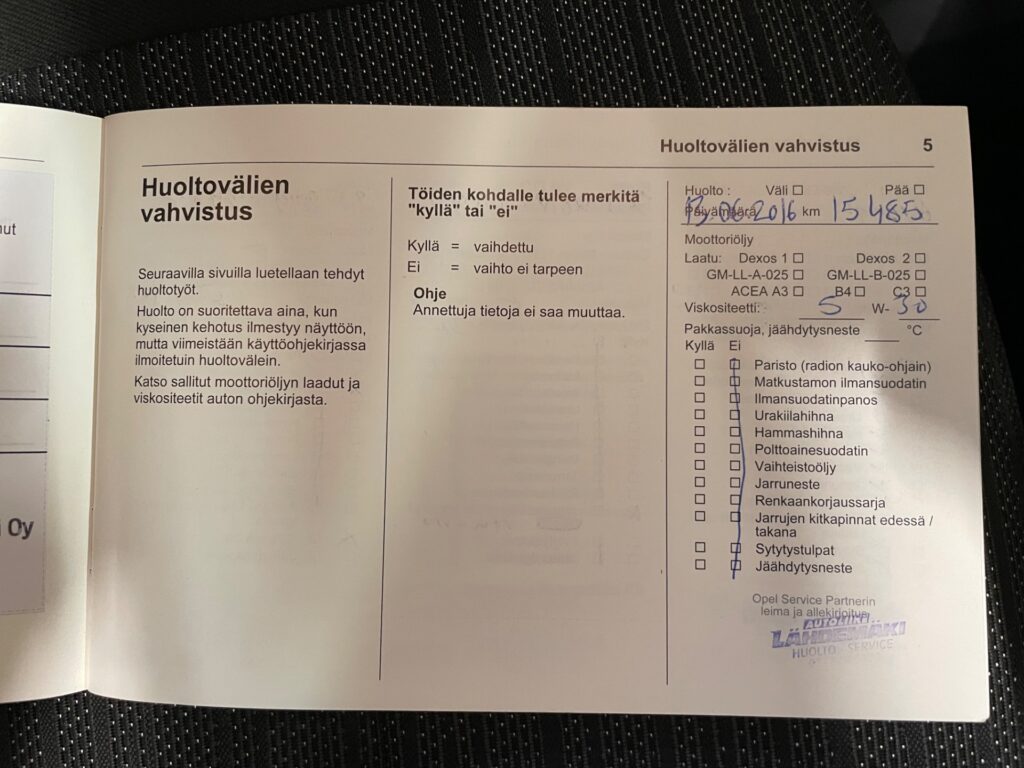 ut
Oy
Huoltovälien vahvistus 5
Huoltovälien
vahvistus
Seuraavilla sivuilla luetellaan tehdyt
huoltotyöt.
Huolto on suoritettava aina, kun
kyseinen kehotus ilmestyy näyttöön,
mutta viimeistään käyttöohjekirjassa
ilmoitetuin huoltovälein.
Katso sallitut moottoriöljyn laadut ja
viskositeetit auton ohjekirjasta.
Töiden kohdalle tulee merkitä
"kyllä" tai "ei"
Kyllä = vaihdettu
Ei = vaihto ei tarpeen
Ohje
Annettuja tietoja ei saa muuttaa.
Huolto : Väli ☐ Pää ☐
Päivämäärä 13.06.2016 km 15 485
Moottoriöljy
Laatu: Dexos 1 ☐ Dexos 2 ☐
GM-LL-A-025 ☐ GM-LL-B-025 ☐
ACEA A3 ☐ B4 ☐ C3 ☐
Viskositeetti: 5 W- 30
Pakkassuoja, jäähdytysneste °C
Kyllä Ei
☐ ☐ Paristo (radion kauko-ohjain)
☐ ☐ Matkustamon ilmansuodatin
☐ ☐ Ilmansuodatinpanos
☐ ☐ Urakiilahihna
☐ ☐ Hammashihna
☐ ☐ Polttoainesuodatin
☐ ☐ Vaihteistoöljy
☐ ☐ Jarruneste
☐ ☐ Renkaankorjaussarja
☐ ☐ Jarrujen kitkapinnat edessä /
takana
☐ ☐ Sytytystulpat
☐ ☐ Jäähdytysneste
Opel Service Partnerin
leima ja allekirjoitus
AUTOLIIKE
LÄHDEMÄKI
HUOLTO - SERVICE